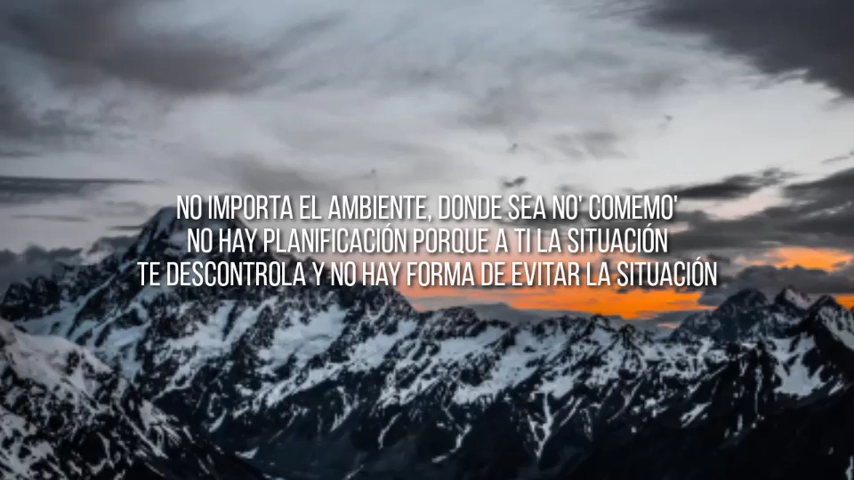 NO IMPORTA EL AMBIENTE, DONDE SEA NO' COMEMO'
NO HAY PLANIFICACIÓN PORQUE A TI LA SITUACIÓN
TE DESCONTROLA Y NO HAY FORMA DE EVITAR LA SITUACIÓN